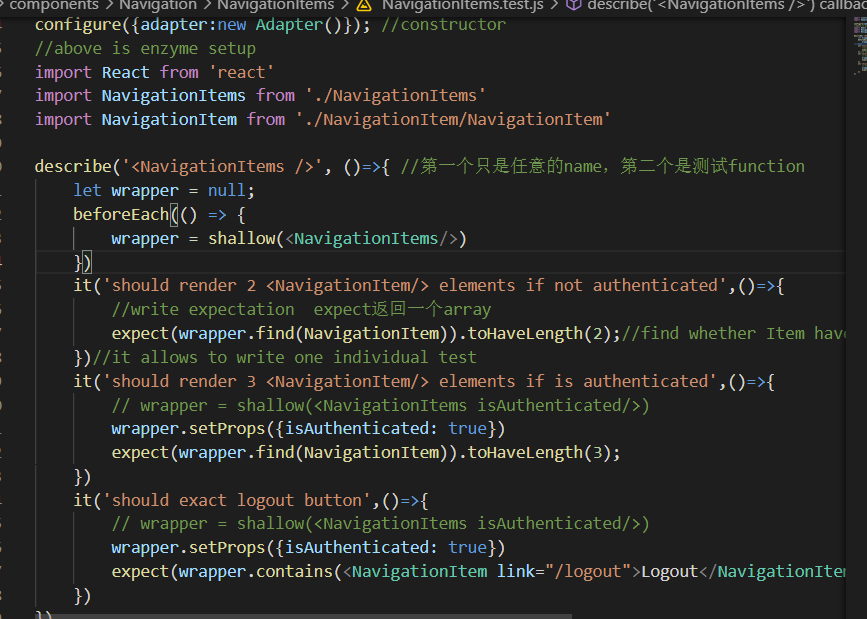 components > Navigation > NavigationItems > NavigationItems.test.js > describe('<NavigationItems />') callbac
configure({adapter:new Adapter()}); //constructor
//above is enzyme setup
import React from 'react'
import NavigationItems from './NavigationItems'
import NavigationItem from './NavigationItem/NavigationItem'
describe('<NavigationItems />', ()=>{ //第一个只是任意的name，第二个是测试function
let wrapper = null;
beforeEach(() => {
wrapper = shallow(<NavigationItems/>)
})
it('should render 2 <NavigationItem/> elements if not authenticated',()=>{
//write expectation  expect返回一个array
expect(wrapper.find(NavigationItem)).toHaveLength(2);//find whether Item have
})//it allows to write one individual test
it('should render 3 <NavigationItem/> elements if is authenticated',()=>{
// wrapper = shallow(<NavigationItems isAuthenticated/>)
wrapper.setProps({isAuthenticated: true})
expect(wrapper.find(NavigationItem)).toHaveLength(3);
})
it('should exact logout button',()=>{
// wrapper = shallow(<NavigationItems isAuthenticated/>)
wrapper.setProps({isAuthenticated: true})
expect(wrapper.contains(<NavigationItem link="/logout">Logout</NavigationItem
})
})